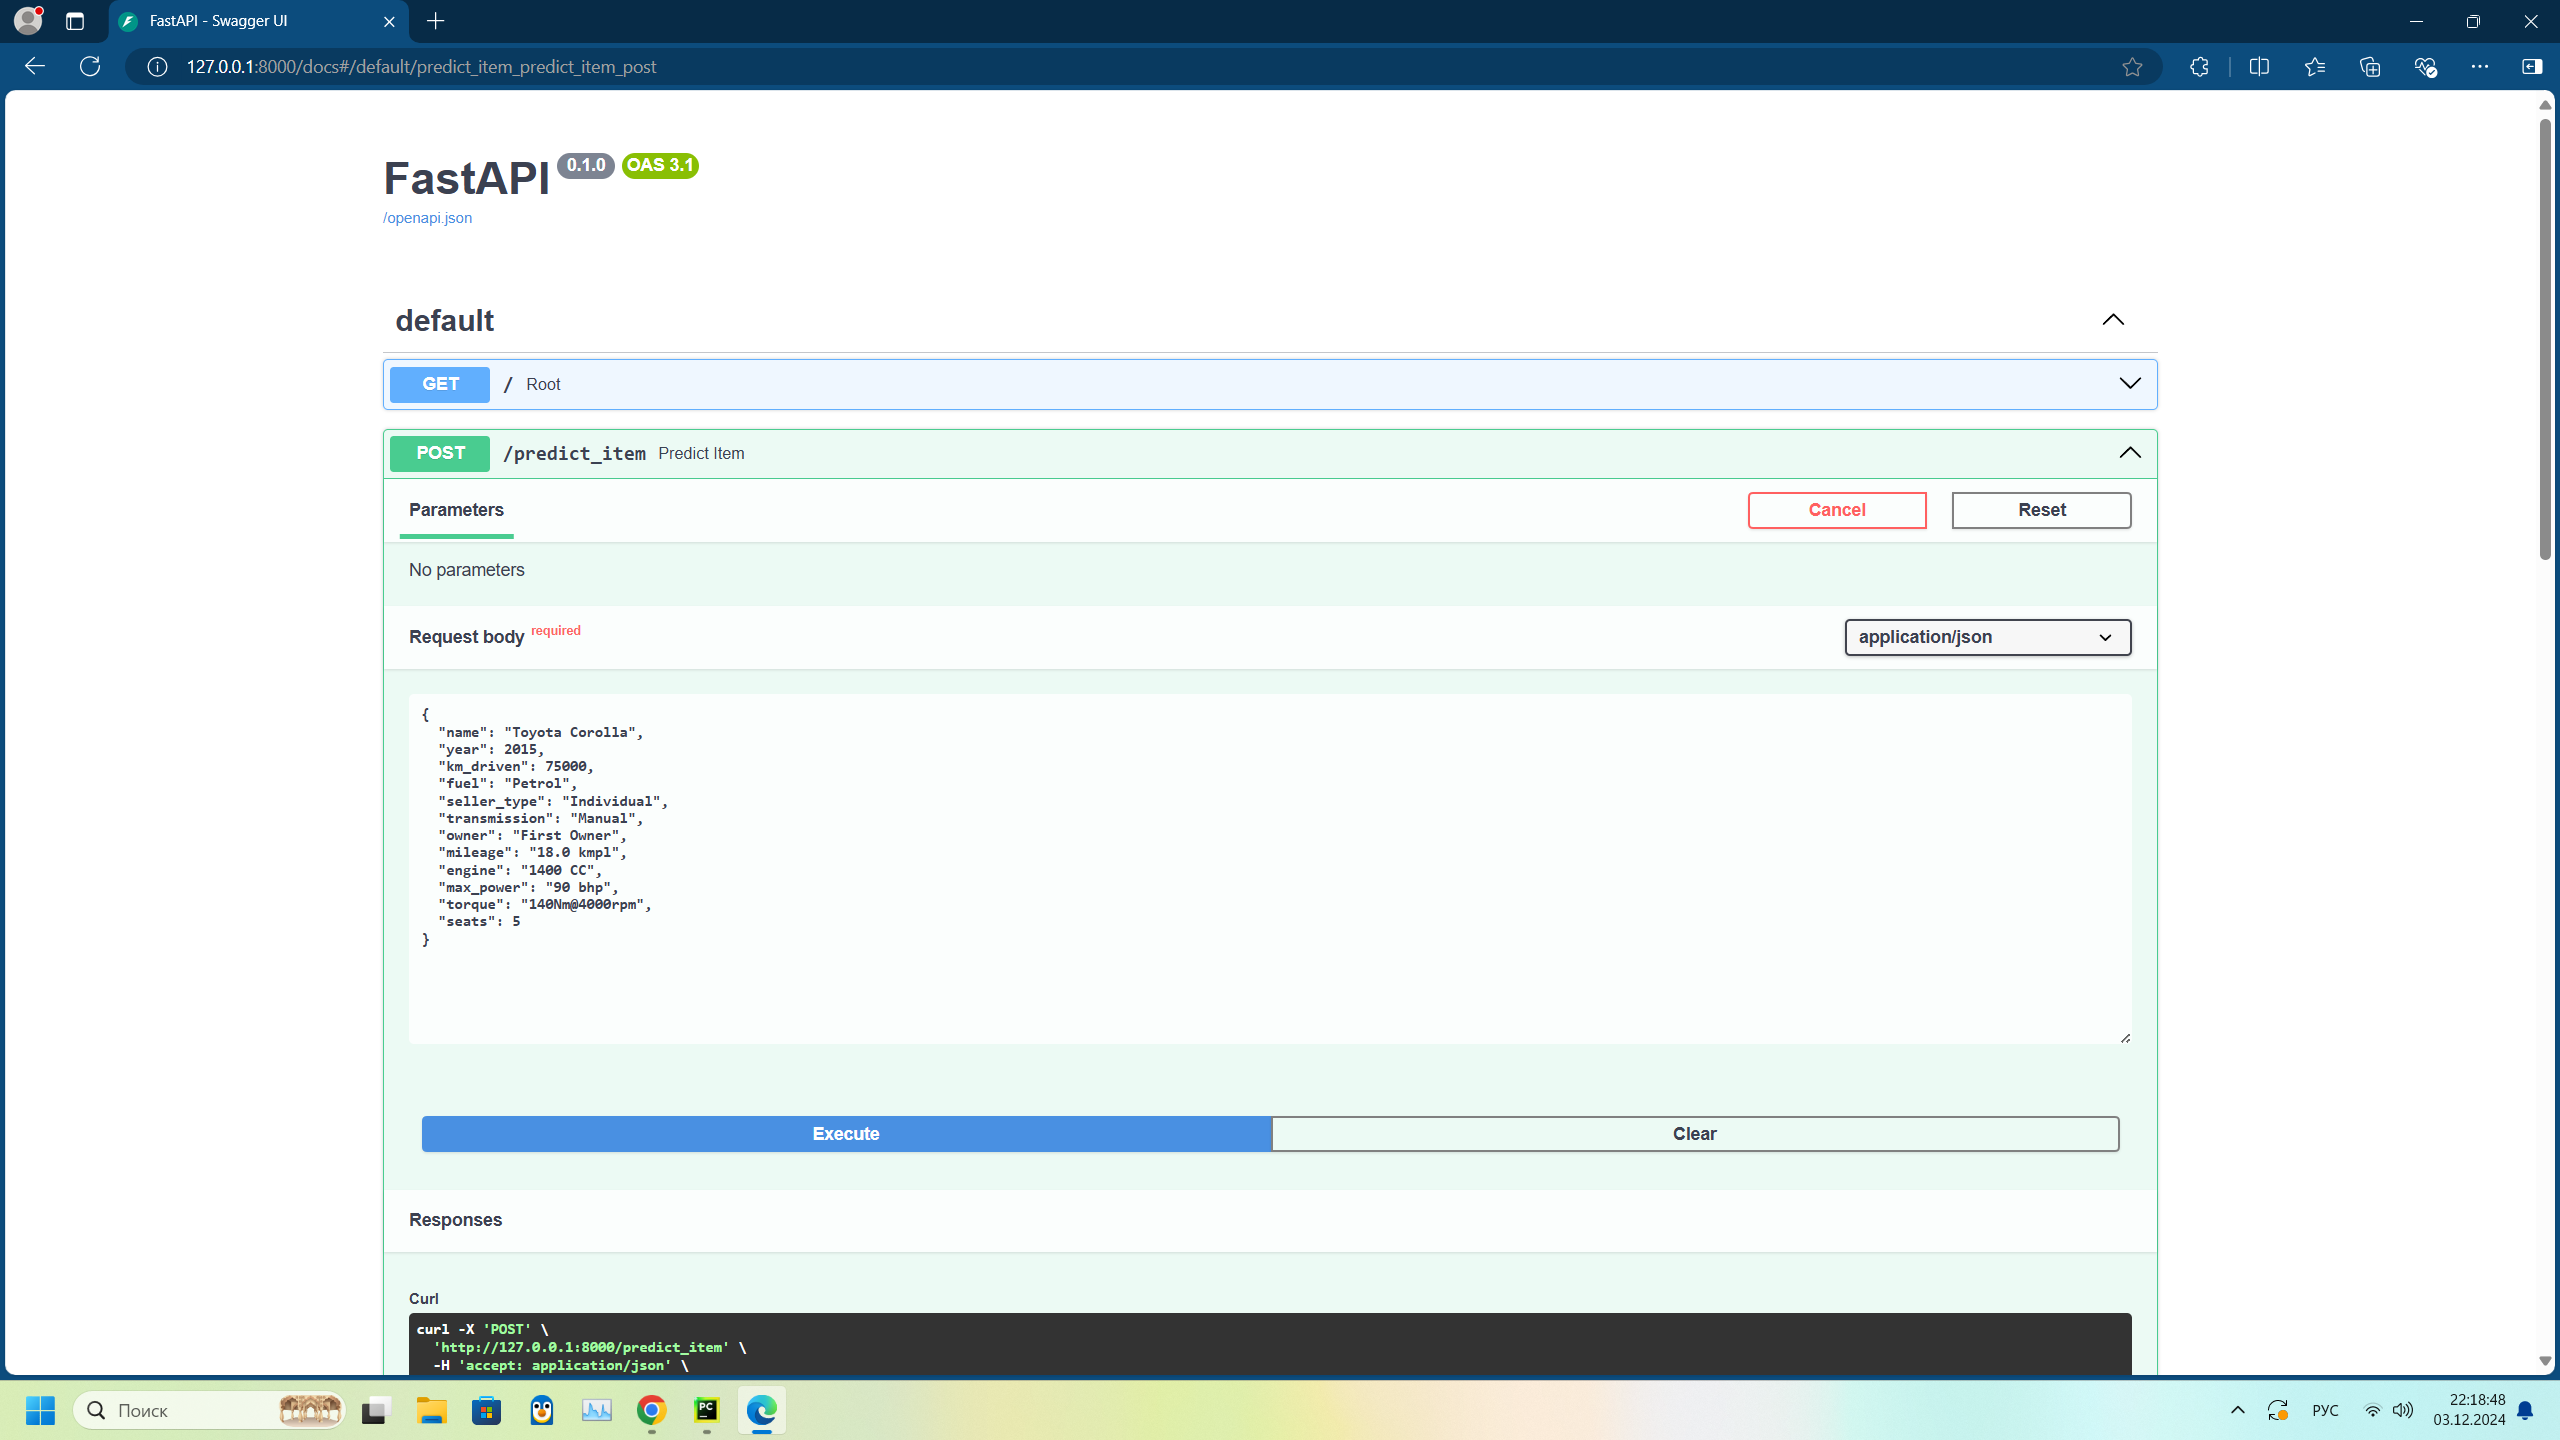 FastAPI - Swagger UI
127.0.0.1:8000/docs#/default/predict_item_predict_item_post
FastAPI 0.1.0 OAS 3.1
/openapi.json
default
GET / Root
POST /predict_item Predict Item
Parameters Cancel Reset
No parameters
Request body required application/json
{
"name": "Toyota Corolla",
"year": 2015,
"km_driven": 75000,
"fuel": "Petrol",
"seller_type": "Individual",
"transmission": "Manual",
"owner": "First Owner",
"mileage": "18.0 kmpl",
"engine": "1400 CC",
"max_power": "90 bhp",
"torque": "140Nm@4000rpm",
"seats": 5
}
Execute Clear
Responses
Curl
curl -X 'POST' \
'http://127.0.0.1:8000/predict_item' \
-H 'accept: application/json' \
Поиск
PC
РУС
22:18:48
03.12.2024